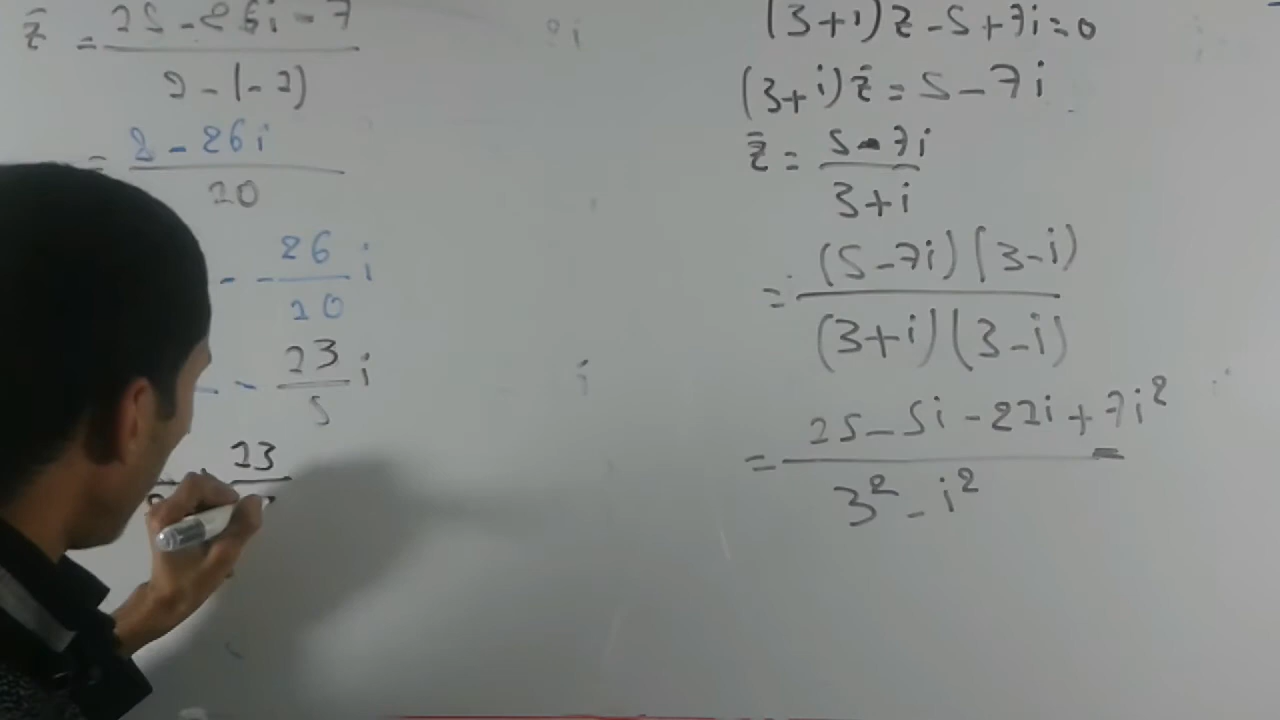 z̄ = 25 - 26i - 7 / 9 - (-2)
= 8 - 26i / 20
- - 26 / 20 i
- - 23 / 5 i
23
(3+i) z̄ - 5 + 7i = 0
(3+i) z̄ = 5 - 7i
z̄ = 5 - 7i / 3+i
= (5 - 7i) (3 - i) / (3+i) (3 - i)
= 25 - 5i - 22i + 7i² / 3² - i²